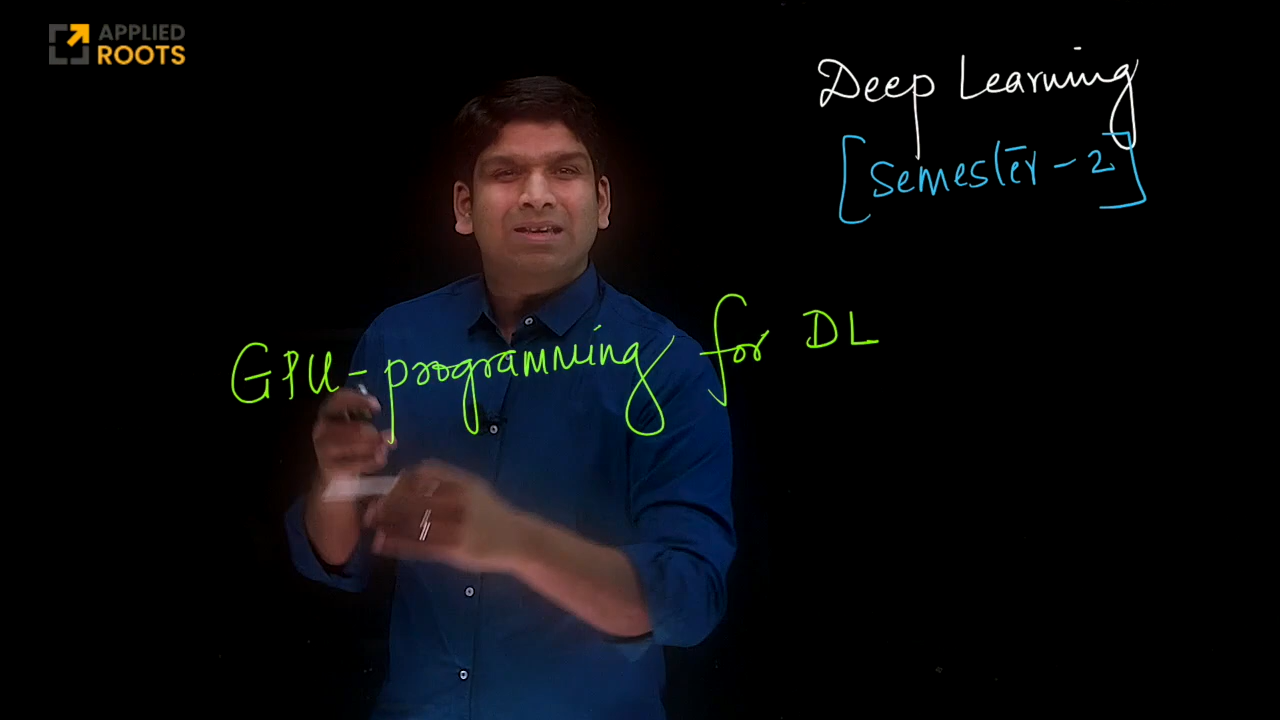 APPLIED
ROOTS
Deep Learning
[Semester-2]
GPU-programming for DL